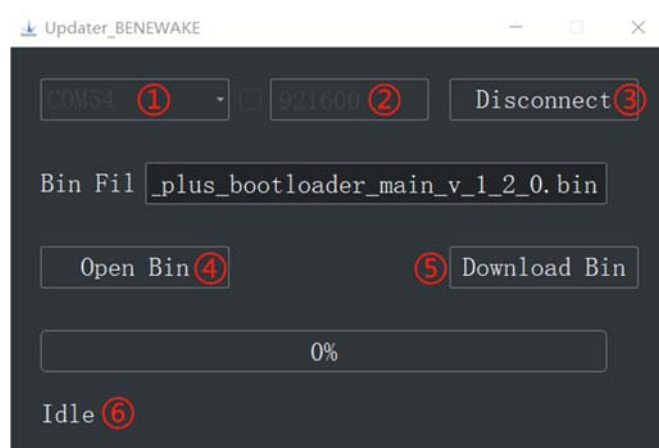 Updater_BENEWAKE
COM54 ① 921600 ② Disconnect ③
Bin Fil _plus_bootloader_main_v_1_2_0.bin
Open Bin ④ ⑤ Download Bin
0%
Idle ⑥